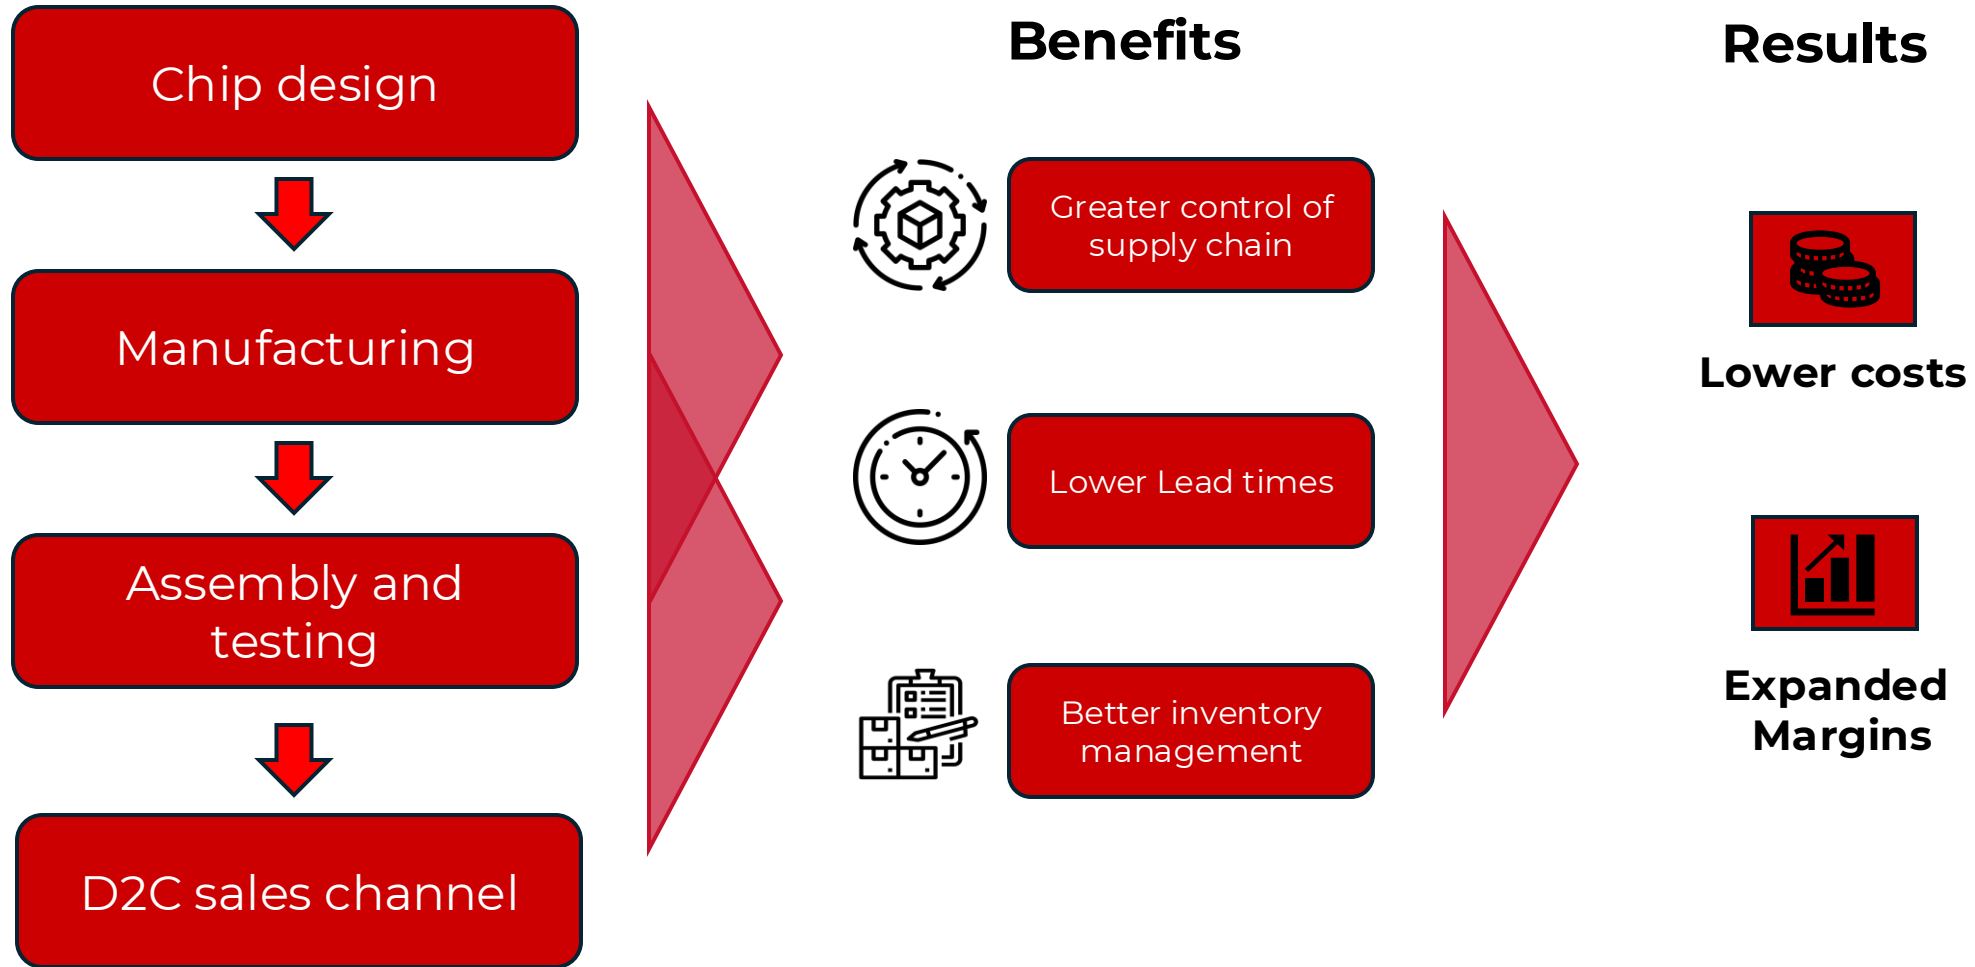 Chip design
Manufacturing
Assembly and
testing
D2C sales channel
Benefits
Greater control of
supply chain
Lower Lead times
Better inventory
management
Results
Lower costs
Expanded
Margins